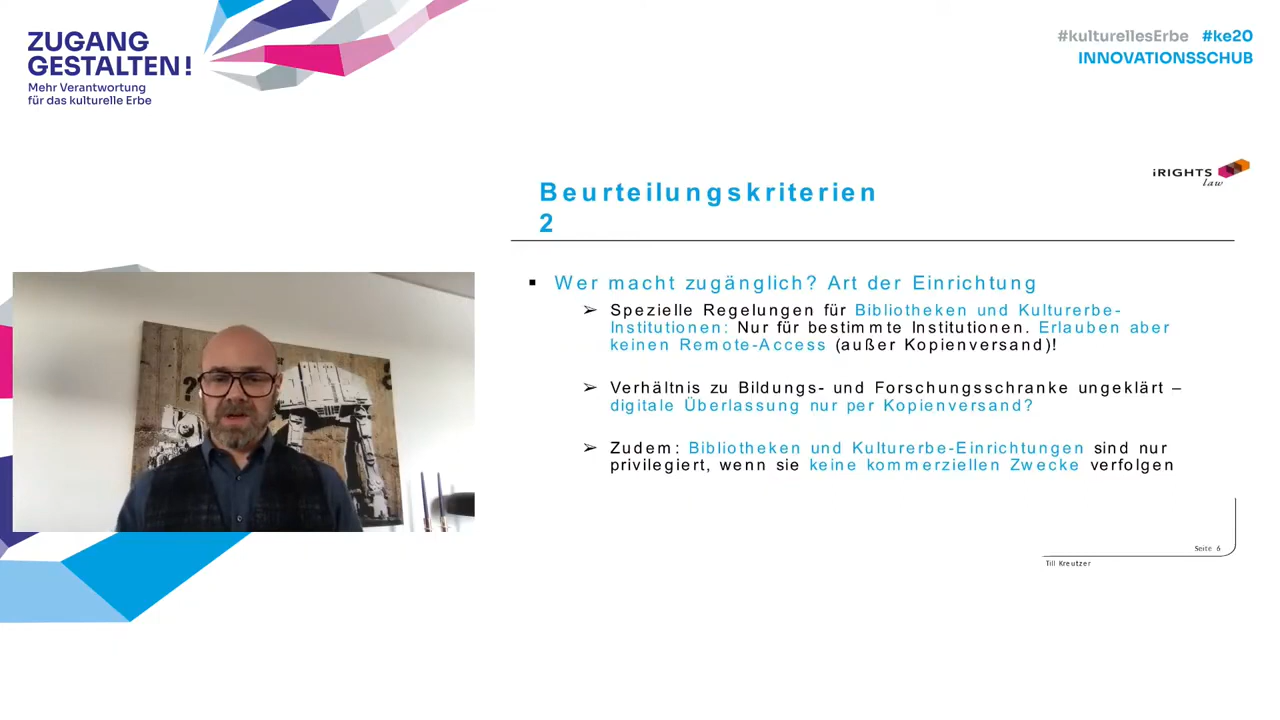 ZUGANG
GESTALTEN!
Mehr Verantwortung
für das kulturelle Erbe
#kulturellesErbe #ke20
INNOVATIONSSCHUB
iRIGHTS
law
Beurteilungskriterien
2
Wer macht zugänglich? Art der Einrichtung
Spezielle Regelungen für Bibliotheken und Kulturerbe-
Institutionen: Nur für bestimmte Institutionen. Erlauben aber
keinen Remote-Access (außer Kopienversand)!
Verhältnis zu Bildungs- und Forschungsschranke ungeklärt –
digitale Überlassung nur per Kopienversand?
Zudem: Bibliotheken und Kulturerbe-Einrichtungen sind nur
privilegiert, wenn sie keine kommerziellen Zwecke verfolgen
Seite 6
Till Kreutzer
? ?